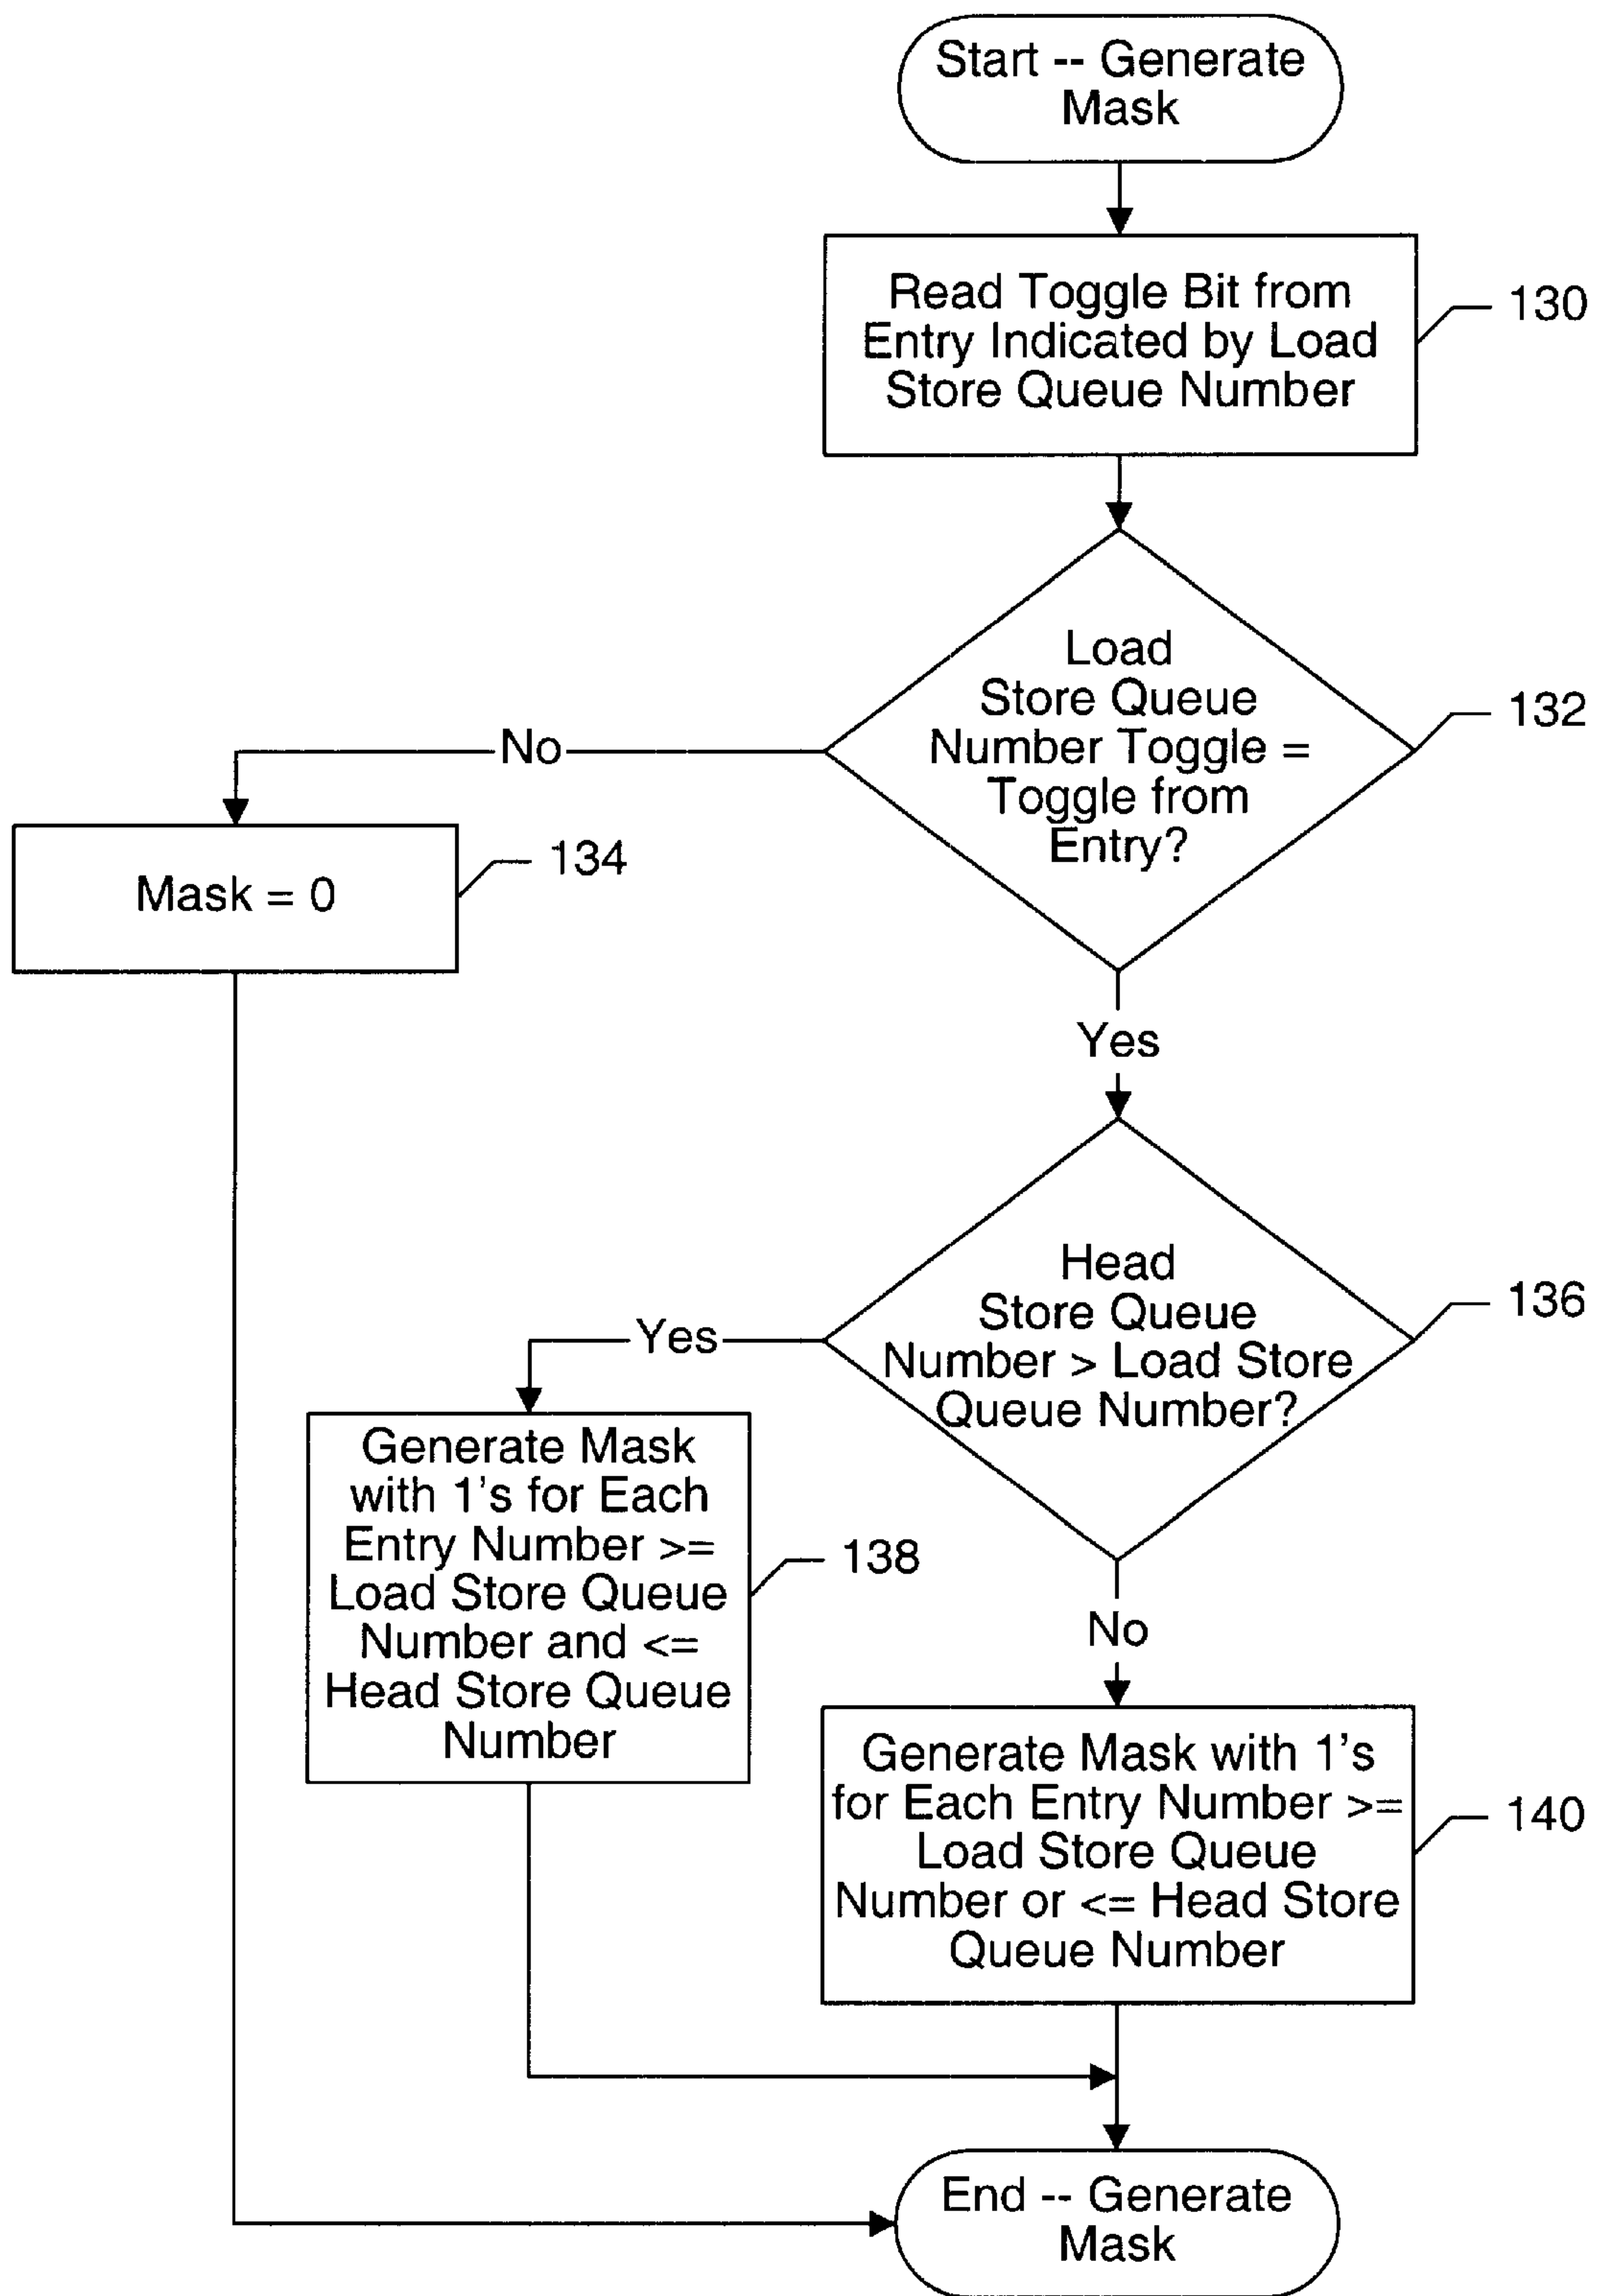 Start -- Generate
Mask
Read Toggle Bit from
Entry Indicated by Load
Store Queue Number
130
Load
Store Queue
Number Toggle =
Toggle from
Entry?
132
No
Mask = 0
134
Yes
Head
Store Queue
Number > Load Store
Queue Number?
136
Yes
Generate Mask
with 1's for Each
Entry Number >=
Load Store Queue
Number and <=
Head Store Queue
Number
138
No
Generate Mask with 1's
for Each Entry Number >=
Load Store Queue
Number or <= Head Store
Queue Number
140
End -- Generate
Mask